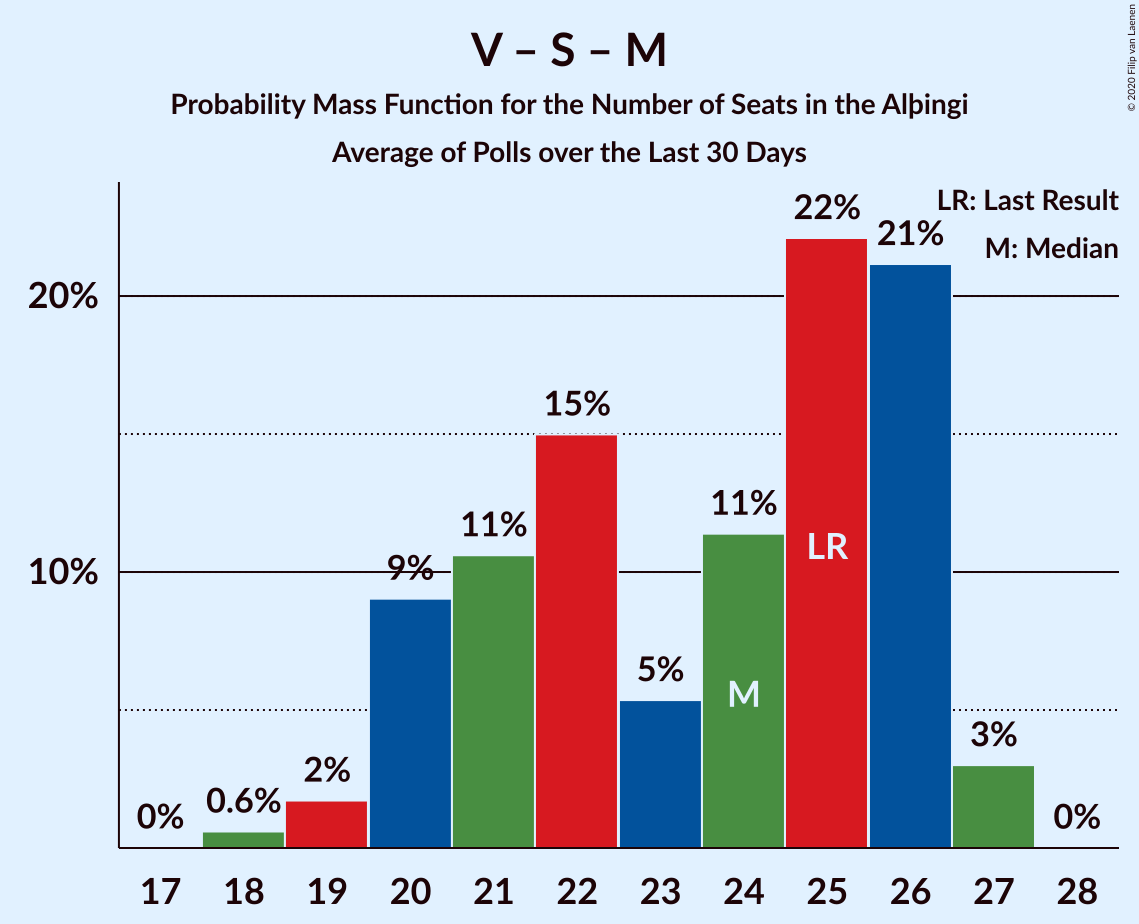 V – S – M
Probability Mass Function for the Number of Seats in the Alþingi
Average of Polls over the Last 30 Days
© 2020 Filip van Laenen
LR: Last Result
M: Median
20%
10%
0%
0.6%
2%
9%
11%
15%
5%
11%
22%
21%
3%
0%
M
LR
17 18 19 20 21 22 23 24 25 26 27 28